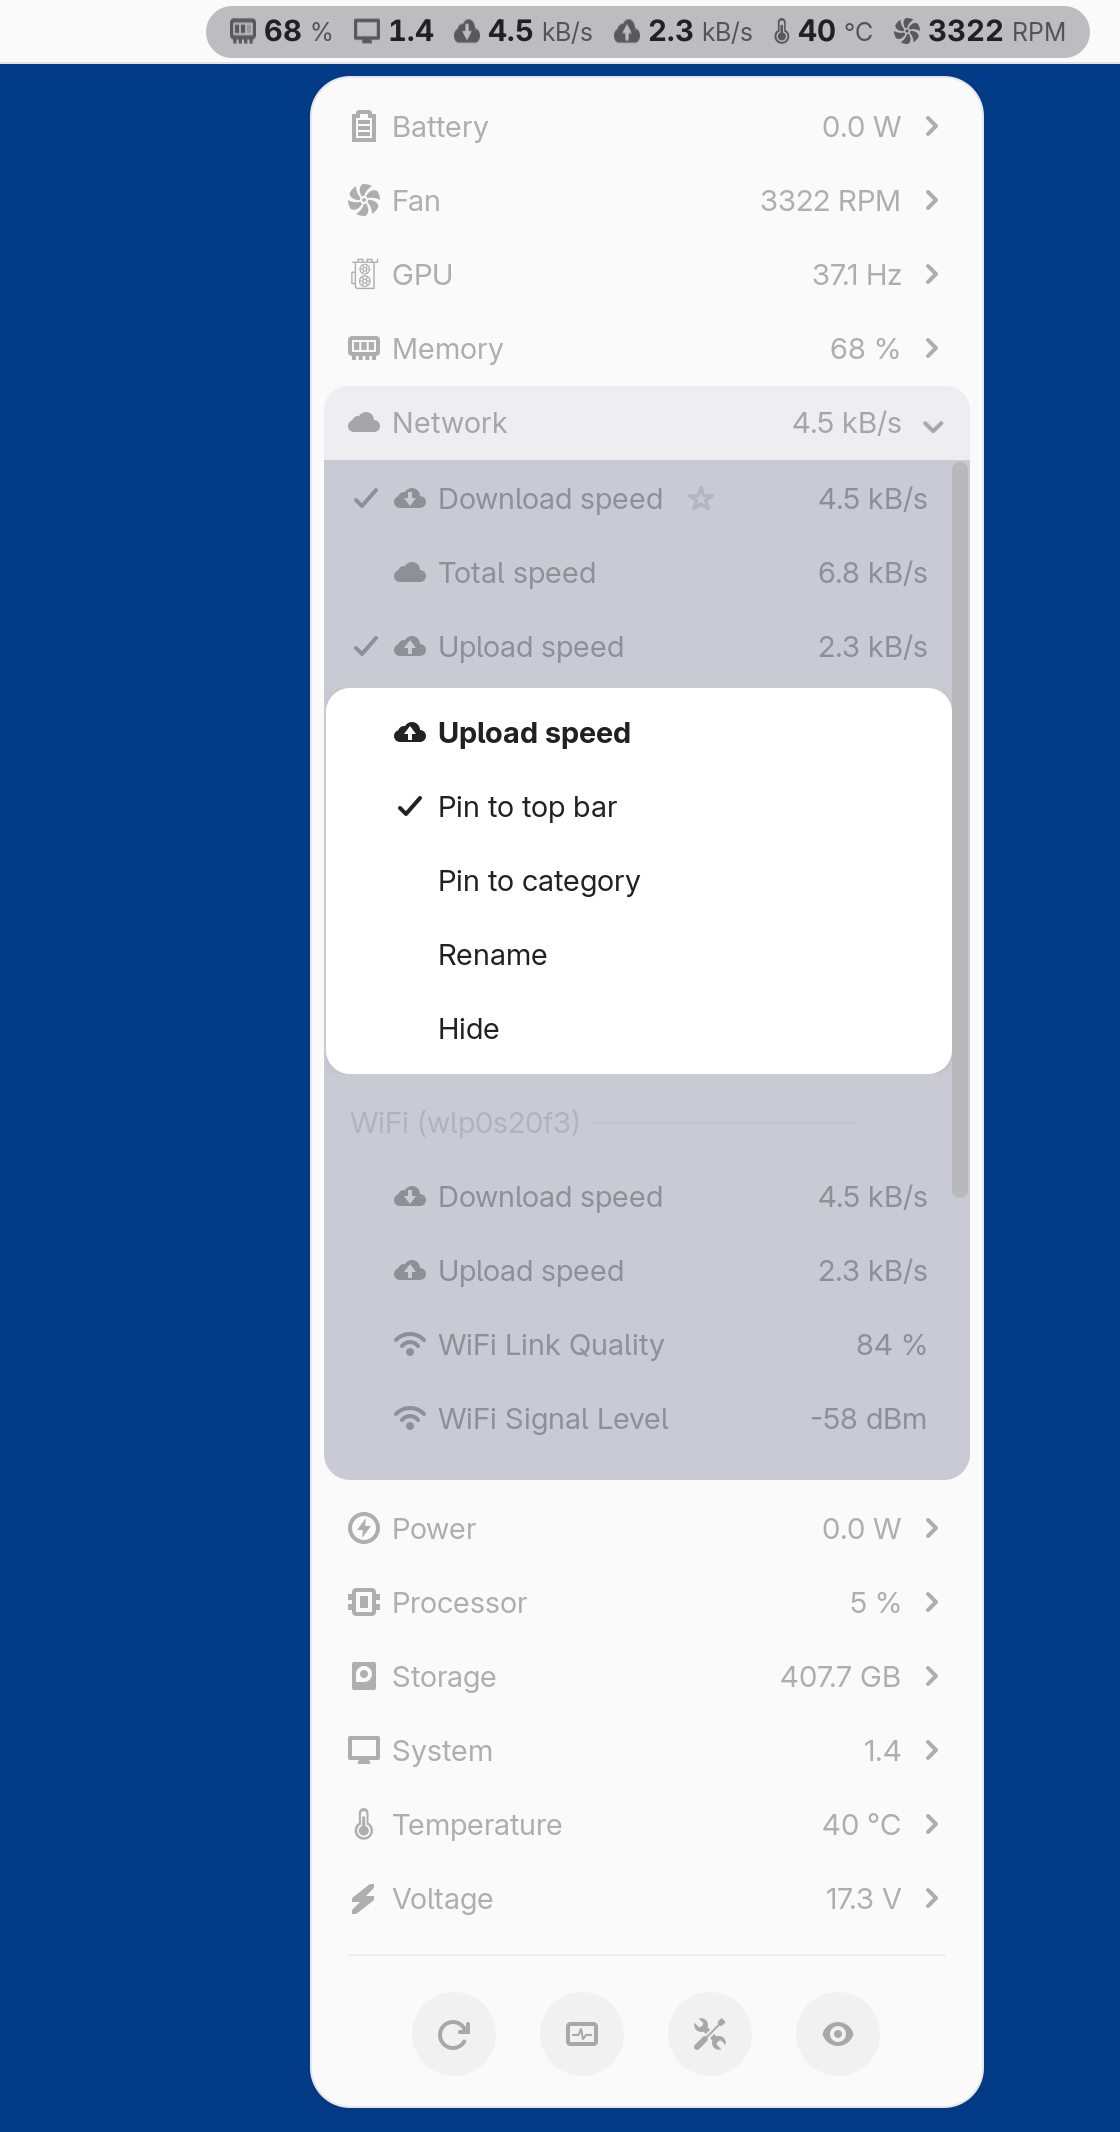 68 % 1.4 4.5 kB/s 2.3 kB/s 40 °C 3322 RPM
Battery 0.0 W
Fan 3322 RPM
GPU 37.1 Hz
Memory 68 %
Network 4.5 kB/s
Download speed 4.5 kB/s
Total speed 6.8 kB/s
Upload speed 2.3 kB/s
Upload speed
Pin to top bar
Pin to category
Rename
Hide
WiFi (wlp0s20f3)
Download speed 4.5 kB/s
Upload speed 2.3 kB/s
WiFi Link Quality 84 %
WiFi Signal Level -58 dBm
Power 0.0 W
Processor 5 %
Storage 407.7 GB
System 1.4
Temperature 40 °C
Voltage 17.3 V